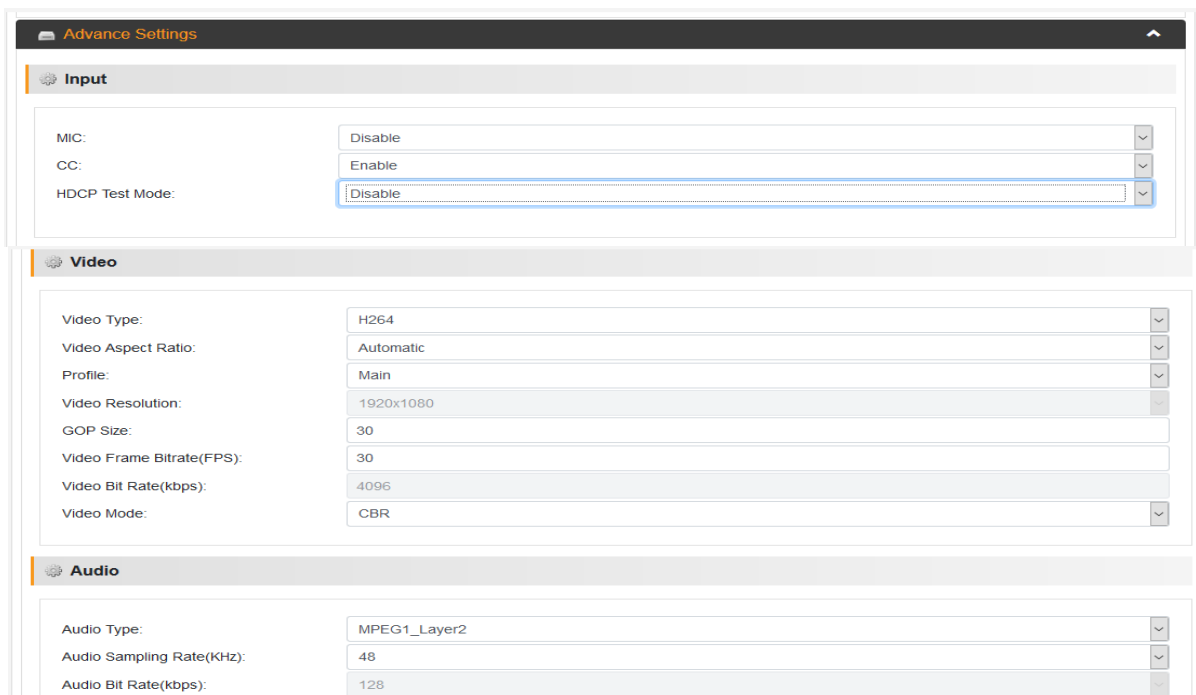 Advance Settings
Input
MIC: Disable
CC: Enable
HDCP Test Mode: Disable
Video
Video Type: H264
Video Aspect Ratio: Automatic
Profile: Main
Video Resolution: 1920x1080
GOP Size: 30
Video Frame Bitrate(FPS): 30
Video Bit Rate(kbps): 4096
Video Mode: CBR
Audio
Audio Type: MPEG1_Layer2
Audio Sampling Rate(KHz): 48
Audio Bit Rate(kbps): 128